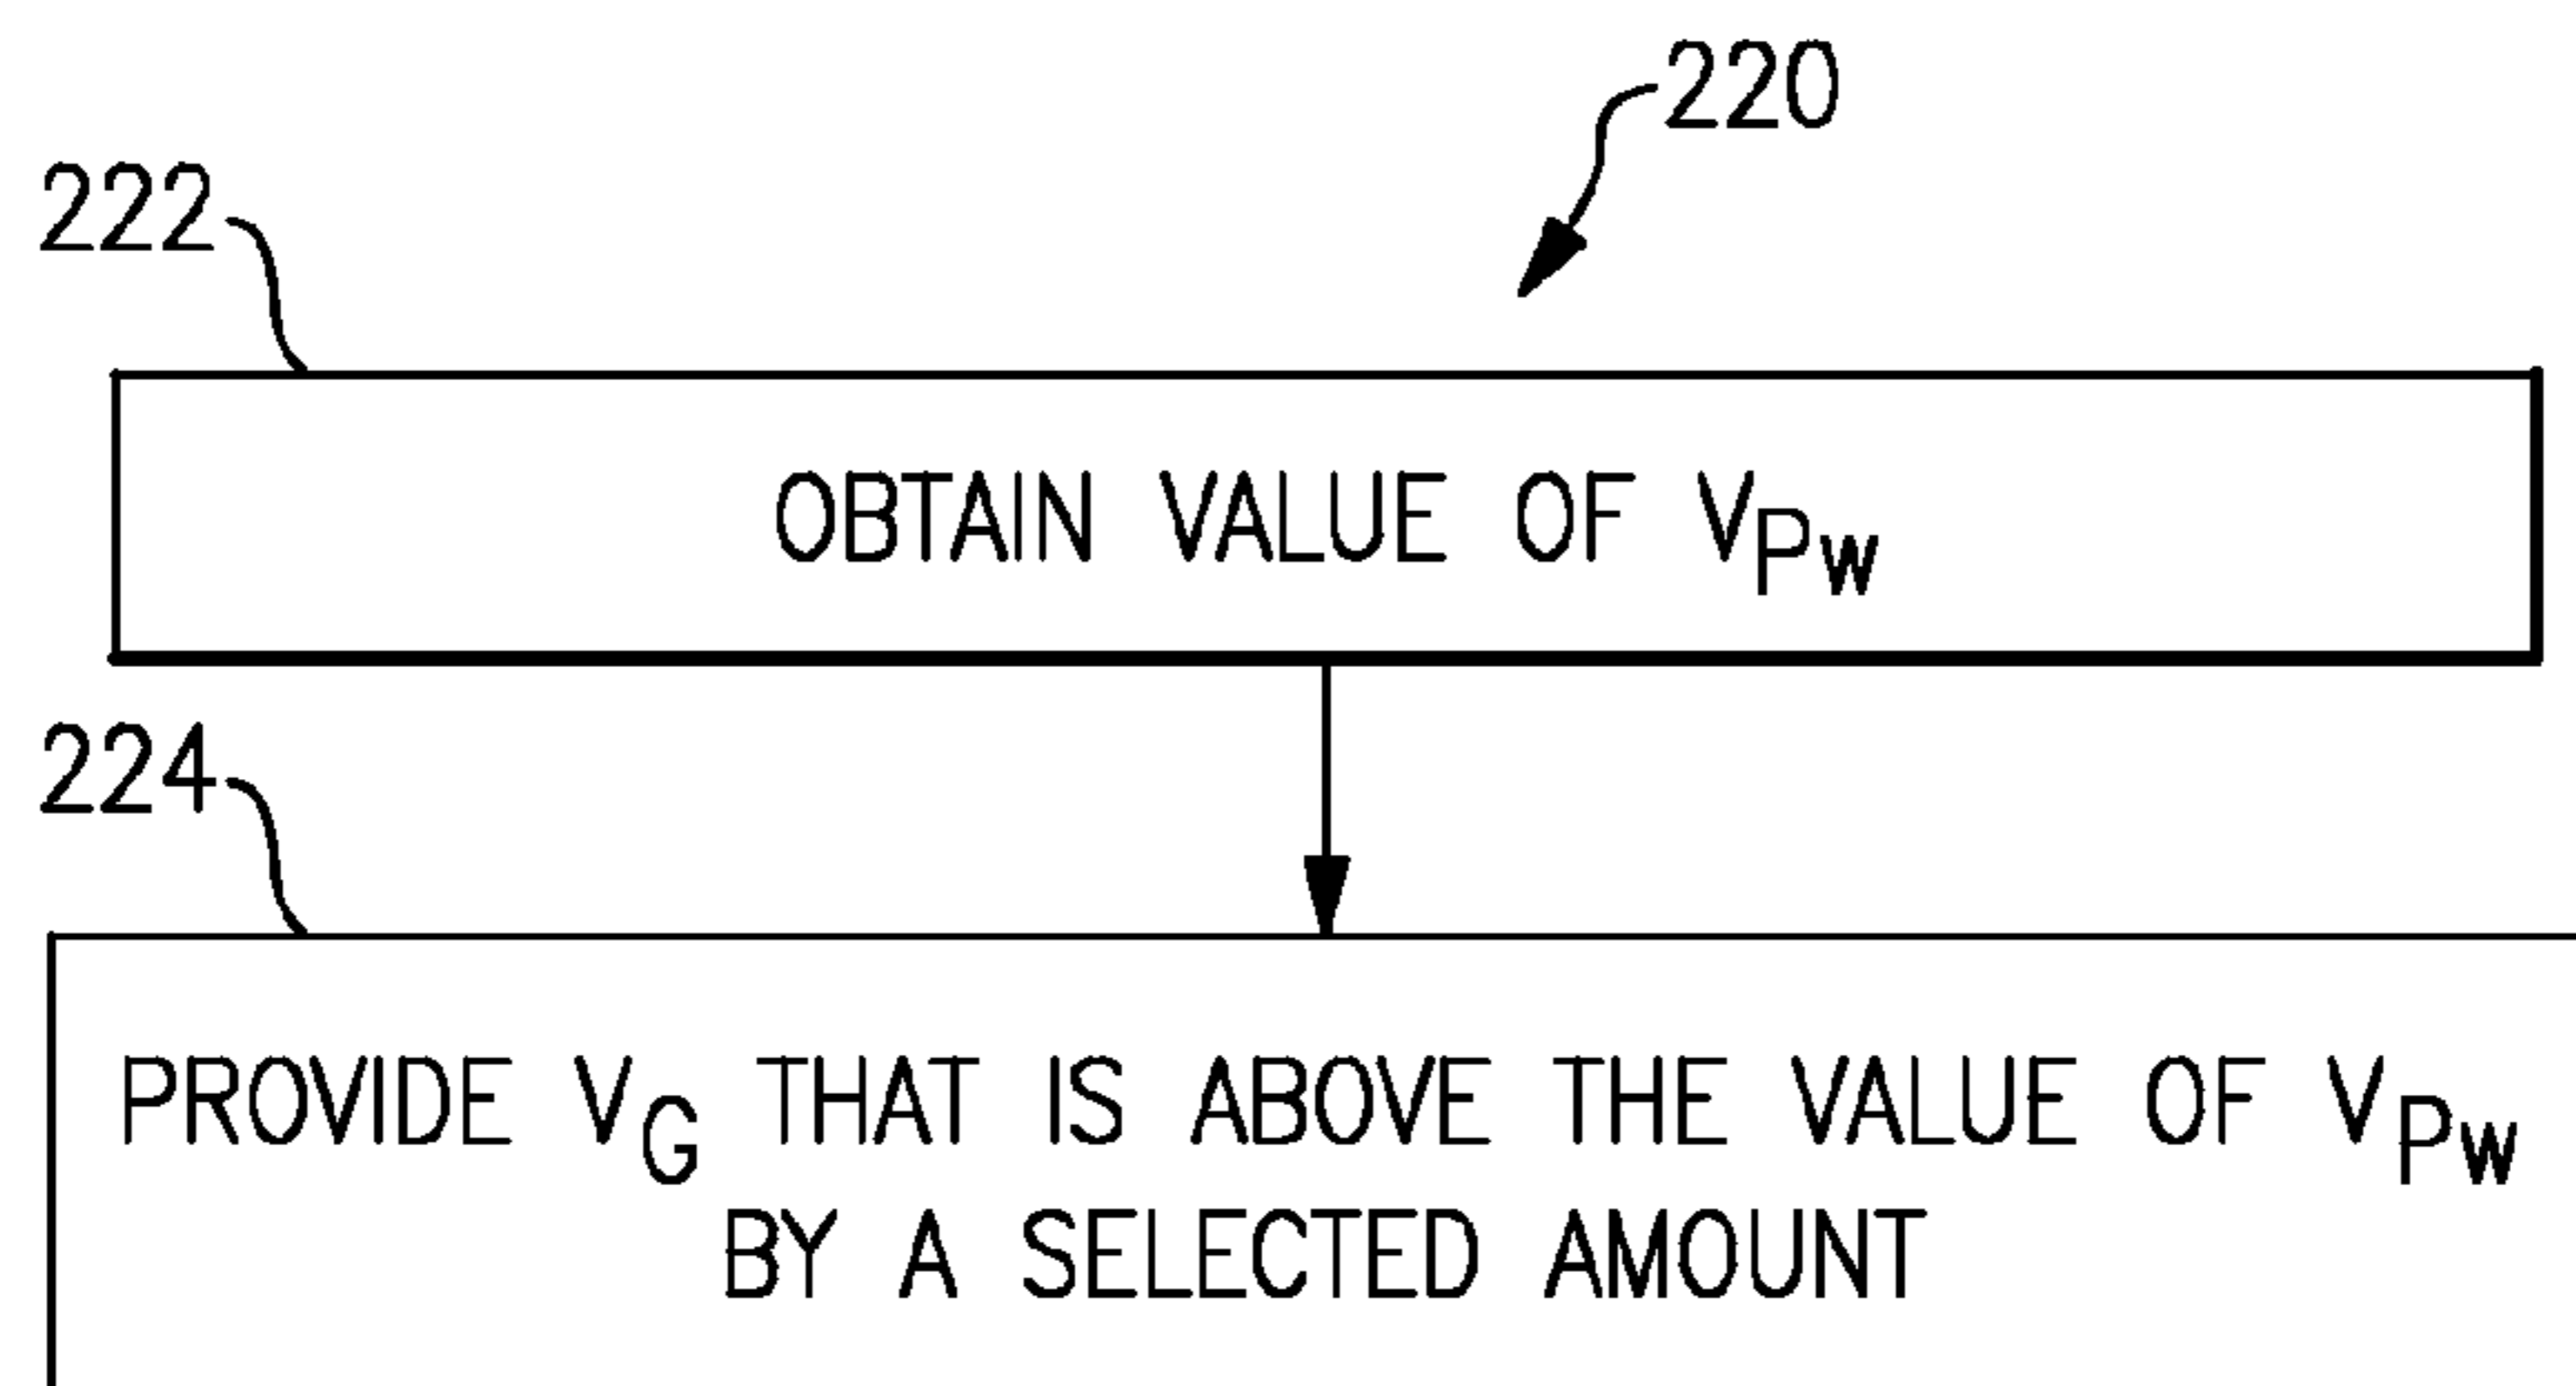 220
222
OBTAIN VALUE OF VPW
224
PROVIDE VG THAT IS ABOVE THE VALUE OF VPW
BY A SELECTED AMOUNT